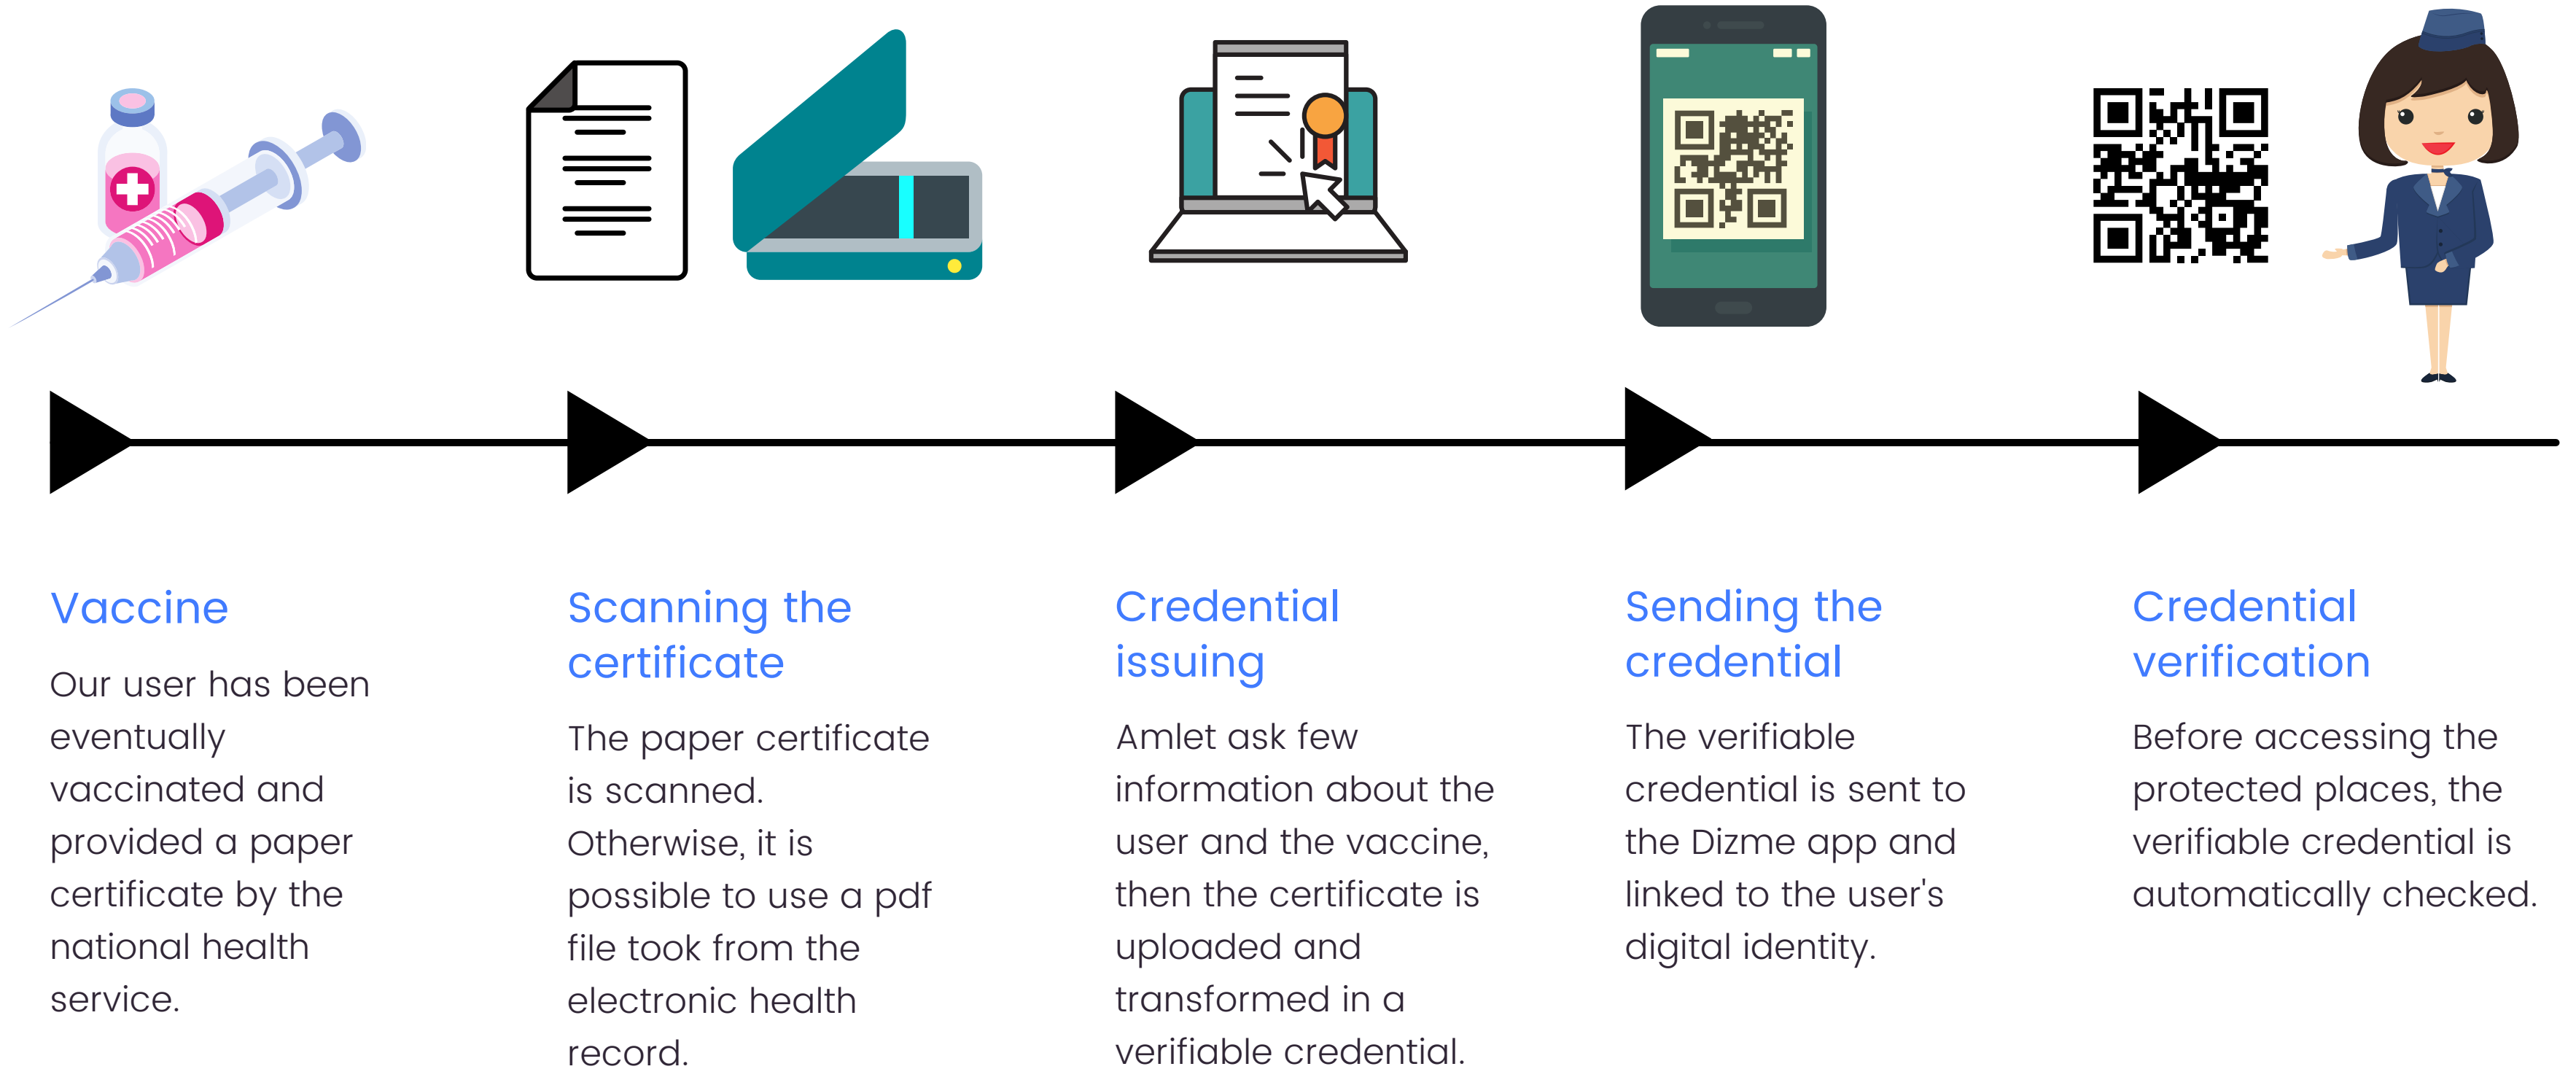 Vaccine
Our user has been
eventually
vaccinated and
provided a paper
certificate by the
national health
service.
Scanning the
certificate
The paper certificate
is scanned.
Otherwise, it is
possible to use a pdf
file took from the
electronic health
record.
Credential
issuing
Amlet ask few
information about the
user and the vaccine,
then the certificate is
uploaded and
transformed in a
verifiable credential.
Sending the
credential
The verifiable
credential is sent to
the Dizme app and
linked to the user's
digital identity.
Credential
verification
Before accessing the
protected places, the
verifiable credential is
automatically checked.